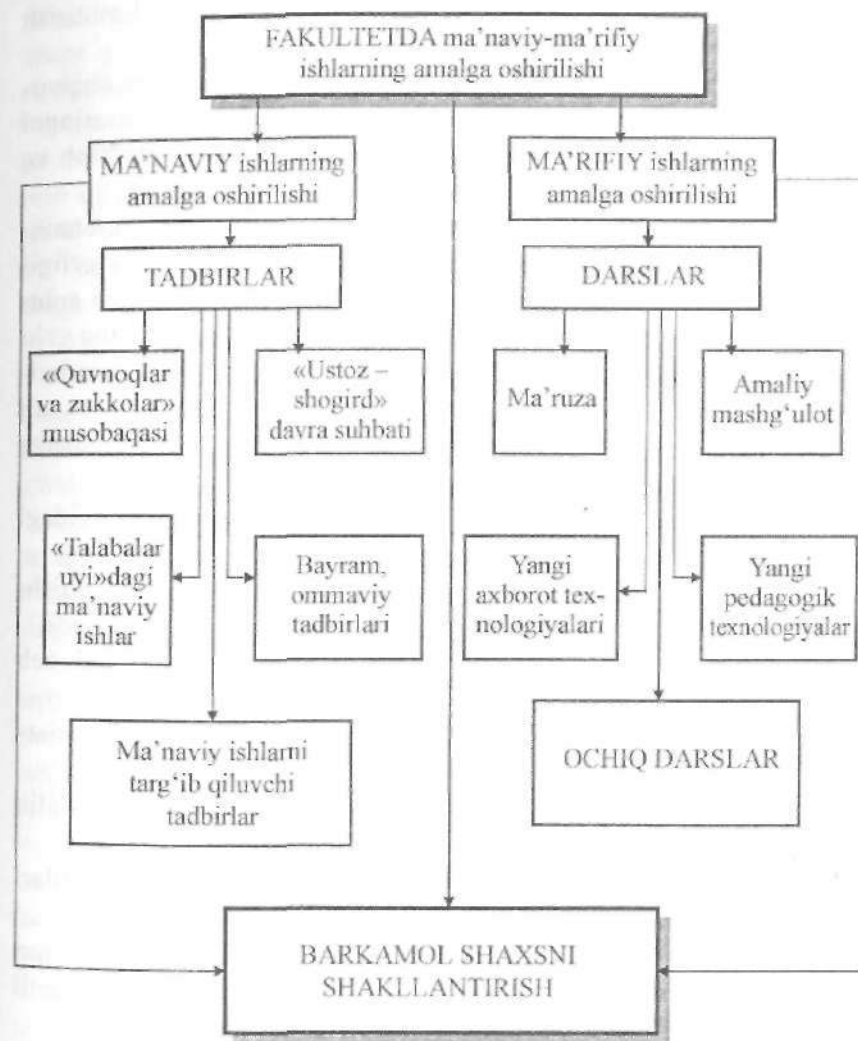 FAKULTETDA ma’naviy-ma’rifiy
ishlarning amalga oshirilishi
MA’NAVIY ishlarning
amalga oshirilishi
MA’RIFIY ishlarning
amalga oshirilishi
TADBIRLAR
DARSLAR
«Quvnoqlar
va zukkolar»
musobaqasi
«Ustoz –
shogird»
davra suhbati
Ma’ruza
Amaliy
mashg‘ulot
«Talabalar
uyi»dagi
ma’naviy
ishlar
Bayram,
ommaviy
tadbirlari
Yangi
axborot tex-
nologiyalari
Yangi
pedagogik
texnologiyalar
Ma’naviy ishlarni
targ‘ib qiluvchi
tadbirlar
OCHIQ DARSLAR
BARKAMOL SHAXSNI
SHAKLLANTIRISH